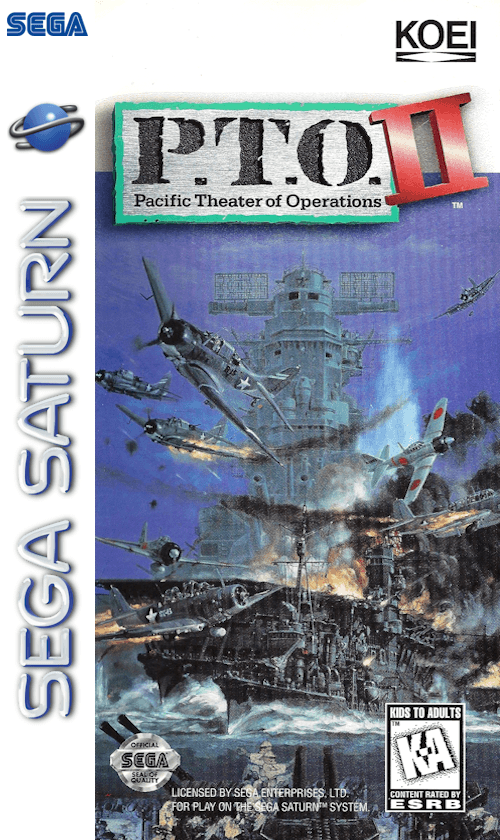 SEGA
KOEI
P.T.O. II
Pacific Theater of Operations
TM
SEGA SATURN
KIDS TO ADULTS
TM
K-A
CONTENT RATED BY
ESRB
OFFICIAL
SEGA
SEAL OF
QUALITY
LICENSED BY SEGA ENTERPRISES, LTD.
FOR PLAY ON THE SEGA SATURN™ SYSTEM.